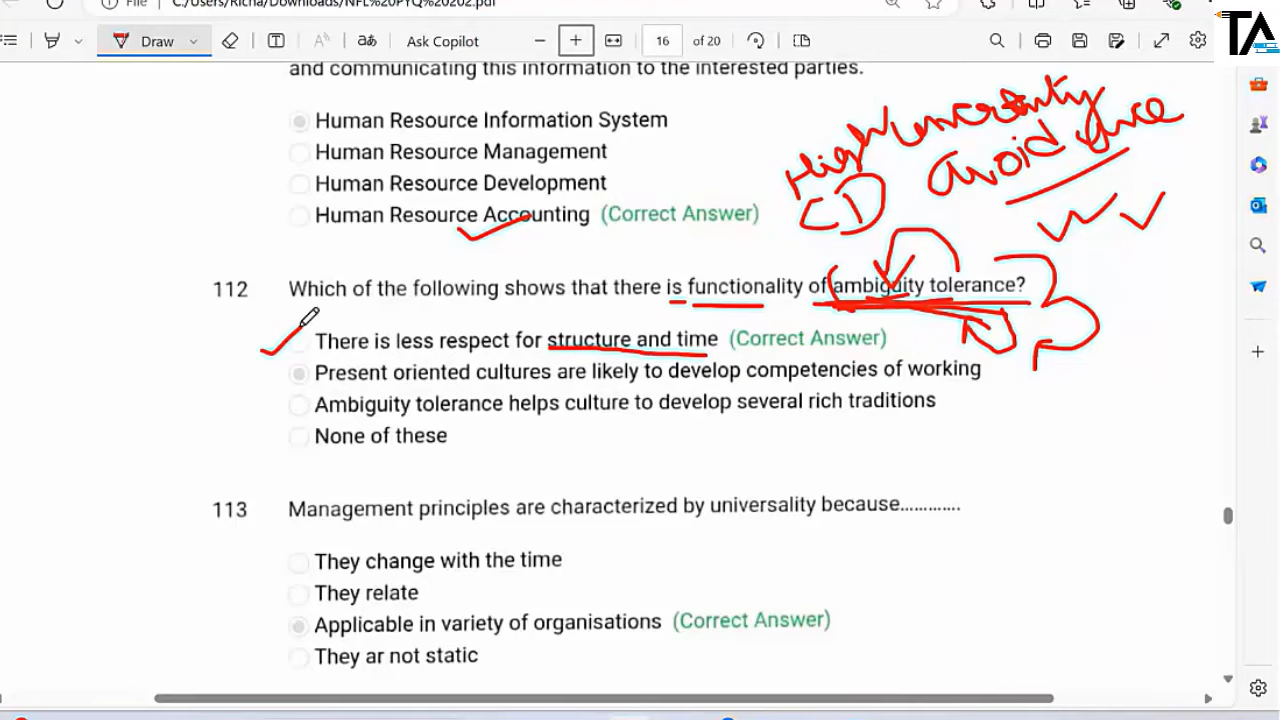 File
C:/Users/Richa/Downloads/NFL%20PYQ%202.pdf
Draw
Ask Copilot
16 of 20
TA
and communicating this information to the interested parties.
Human Resource Information System
Human Resource Management
Human Resource Development
Human Resource Accounting (Correct Answer)
High uncertainty
avoidance
CD
112 Which of the following shows that there is functionality of ambiguity tolerance?
There is less respect for structure and time (Correct Answer)
Present oriented cultures are likely to develop competencies of working
Ambiguity tolerance helps culture to develop several rich traditions
None of these
113 Management principles are characterized by universality because.............
They change with the time
They relate
Applicable in variety of organisations (Correct Answer)
They ar not static